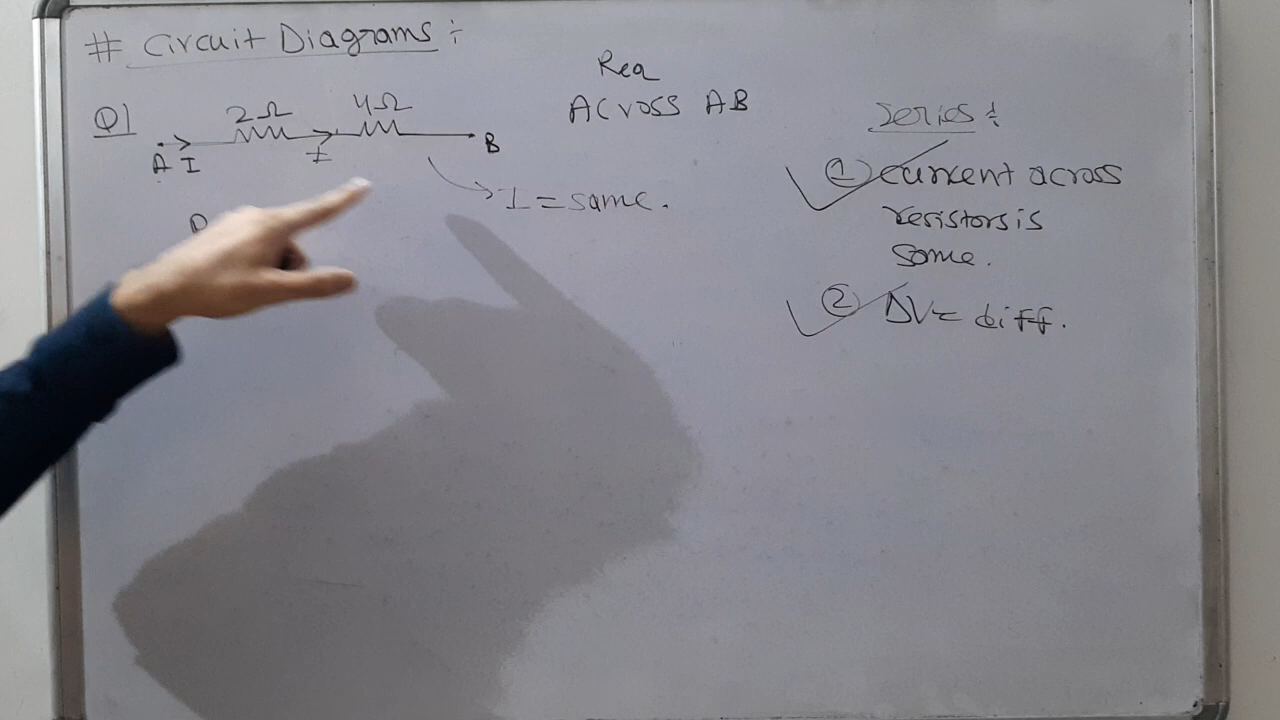 # Circuit Diagrams :
Req
Across AB
Q1
2Ω 4Ω
A I I B
I = same.
R
Series :
① current across
resistors is
same.
② ΔV = diff.